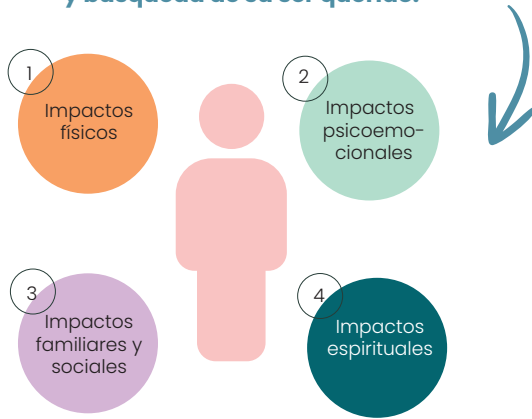 y búsqueda de su ser querido.
1
Impactos
físicos
2
Impactos
psicoemo-
cionales
3
Impactos
familiares y
sociales
4
Impactos
espirituales